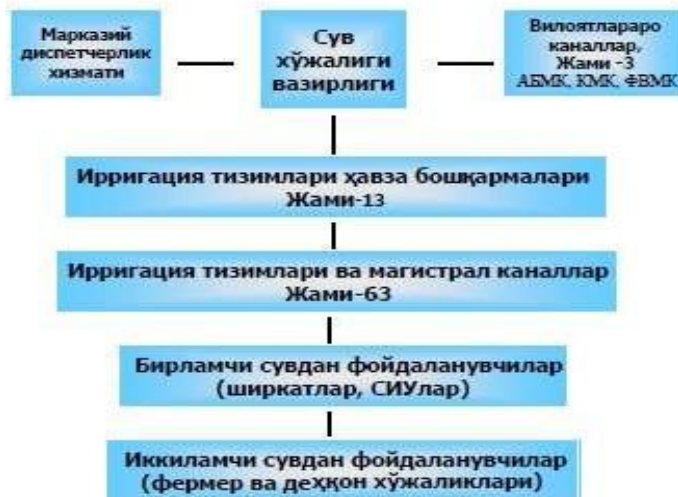 Марказий
диспетчерлик
хизмати
Сув
хўжалиги
вазирлиги
Вилоятлараро
каналлар,
Жами -3
АБМК, КМК, ФВМК
Ирригация тизимлари ҳавза бошқармалари
Жами-13
Ирригация тизимлари ва магистрал каналлар
Жами-63
Бирламчи сувдан фойдаланувчилар
(ширкатлар, СИУлар)
Иккиламчи сувдан фойдаланувчилар
(фермер ва деҳқон хўжаликлари)